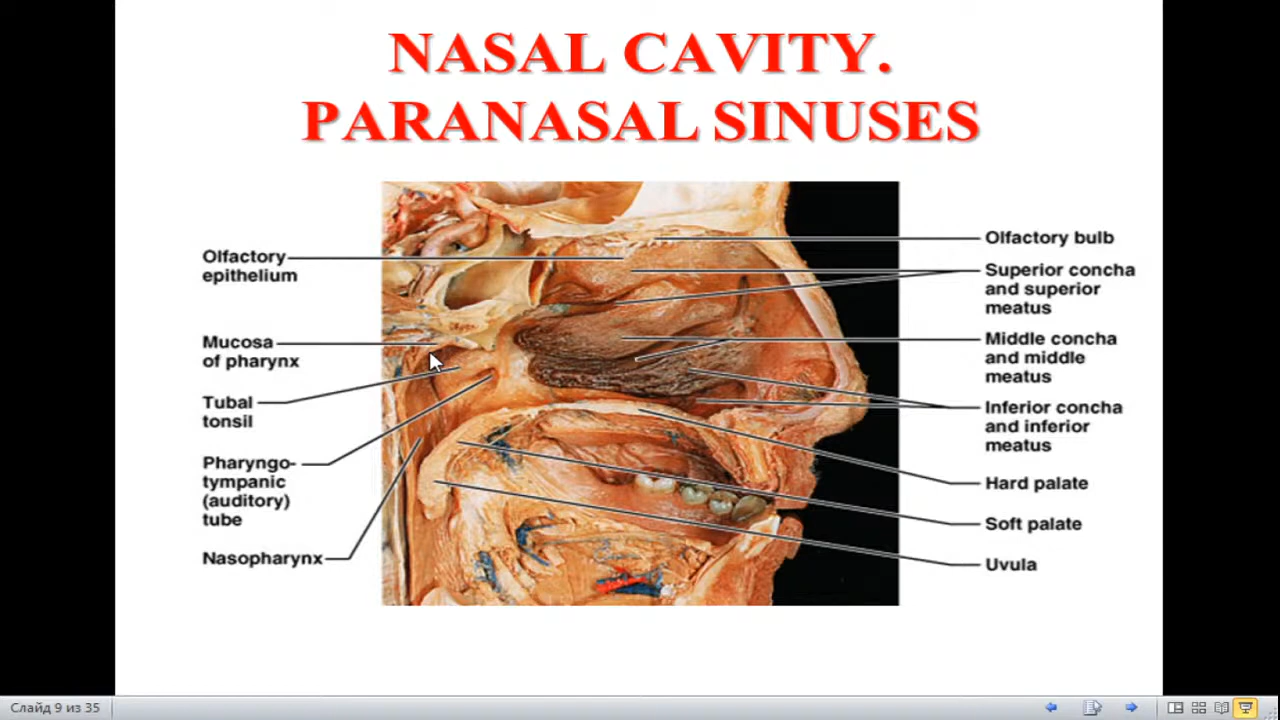 NASAL CAVITY.
PARANASAL SINUSES
Olfactory
epithelium
Mucosa
of pharynx
Tubal
tonsil
Pharyngo-
tympanic
(auditory)
tube
Nasopharynx
Olfactory bulb
Superior concha
and superior
meatus
Middle concha
and middle
meatus
Inferior concha
and inferior
meatus
Hard palate
Soft palate
Uvula
Слайд 9 из 35